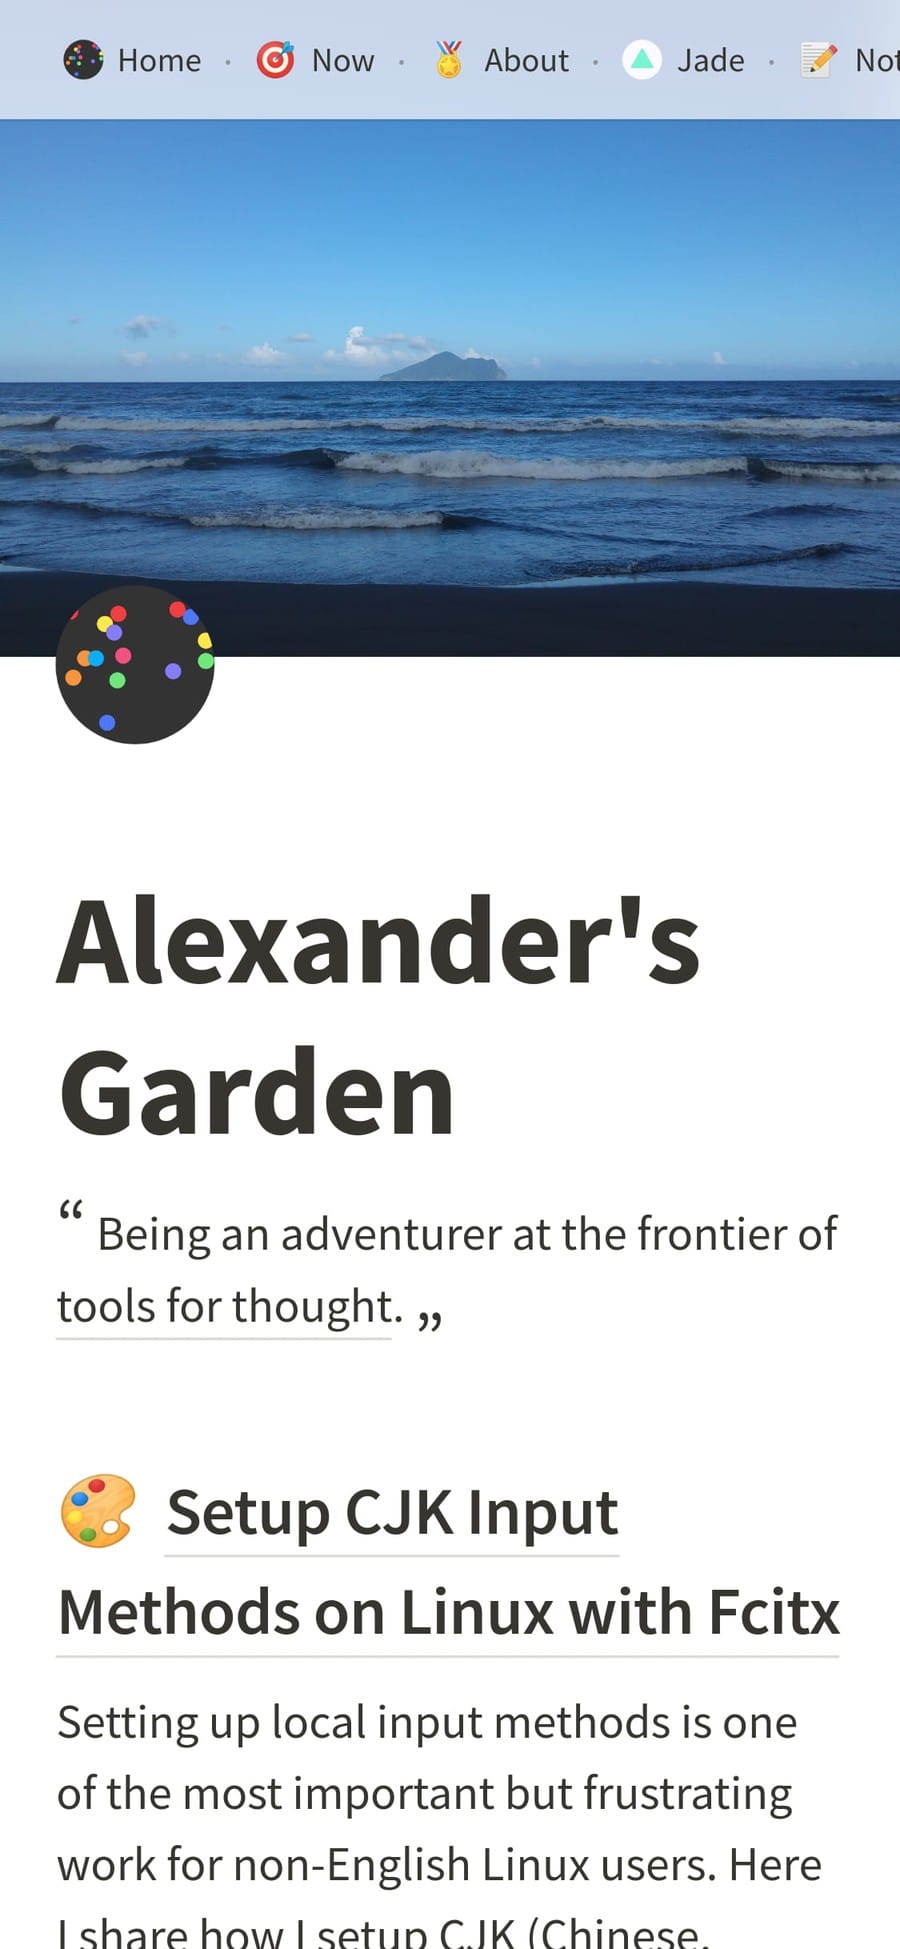 Home · Now · About · Jade · Not
Alexander's
Garden
“ Being an adventurer at the frontier of
tools for thought. „
Setup CJK Input
Methods on Linux with Fcitx
Setting up local input methods is one
of the most important but frustrating
work for non-English Linux users. Here
I share how I setup CJK (Chinese,